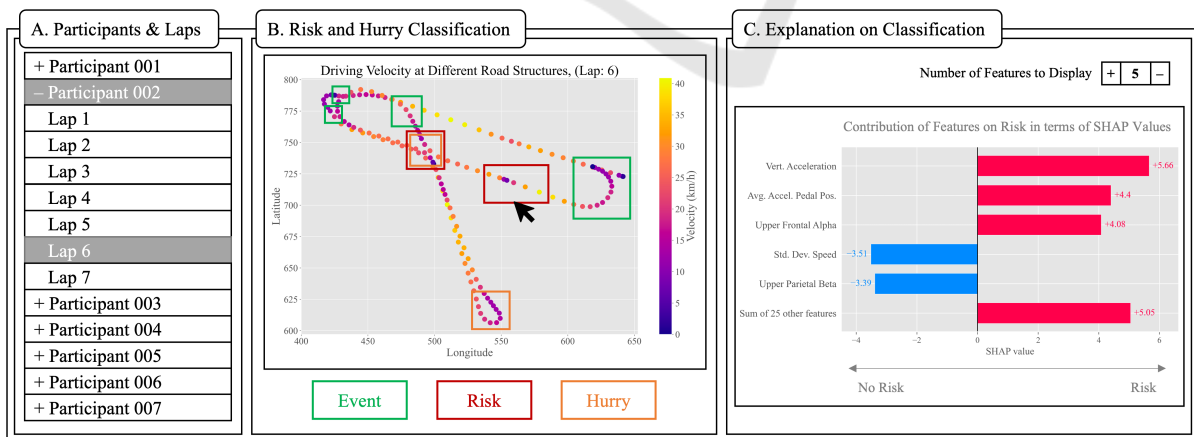 A. Participants & Laps
+ Participant 001
– Participant 002
Lap 1
Lap 2
Lap 3
Lap 4
Lap 5
Lap 6
Lap 7
+ Participant 003
+ Participant 004
+ Participant 005
+ Participant 006
+ Participant 007
B. Risk and Hurry Classification
Driving Velocity at Different Road Structures, (Lap: 6)
800
775
750
725
700
675
650
625
600
Latitude
400
450
500
550
600
650
Longitude
40
35
30
25
20
15
10
5
0
Velocity (km/h)
Event
Risk
Hurry
C. Explanation on Classification
Number of Features to Display + 5 –
Contribution of Features on Risk in terms of SHAP Values
Vert. Acceleration +5.66
Avg. Accel. Pedal Pos. +4.4
Upper Frontal Alpha +4.08
Std. Dev. Speed −3.51
Upper Parietal Beta −3.39
Sum of 25 other features +5.05
−4 −2 0 2 4 6
SHAP value
No Risk Risk